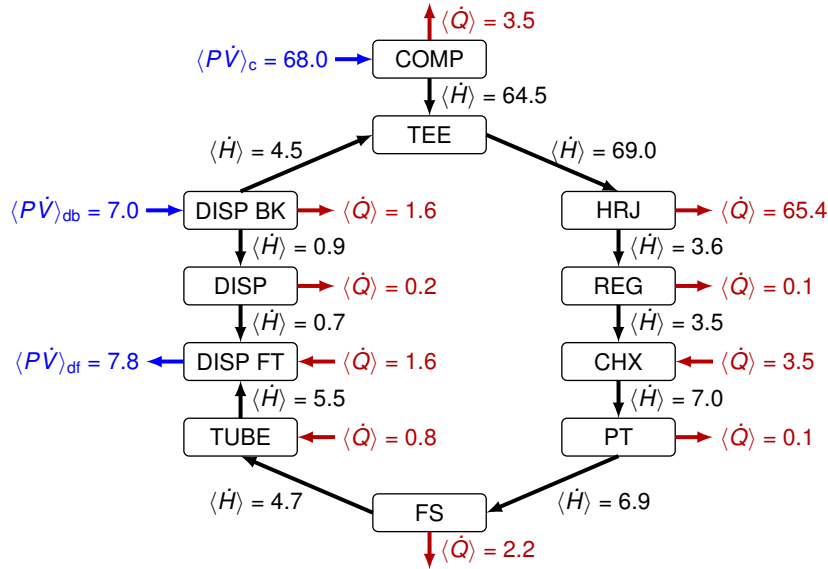 ⟨Q̇⟩ = 3.5
⟨PV̇⟩c = 68.0
COMP
⟨Ḣ⟩ = 64.5
TEE
⟨Ḣ⟩ = 4.5
⟨Ḣ⟩ = 69.0
⟨PV̇⟩db = 7.0
DISP BK
⟨Q̇⟩ = 1.6
HRJ
⟨Q̇⟩ = 65.4
⟨Ḣ⟩ = 0.9
⟨Ḣ⟩ = 3.6
DISP
⟨Q̇⟩ = 0.2
REG
⟨Q̇⟩ = 0.1
⟨Ḣ⟩ = 0.7
⟨Ḣ⟩ = 3.5
⟨PV̇⟩df = 7.8
DISP FT
⟨Q̇⟩ = 1.6
CHX
⟨Q̇⟩ = 3.5
⟨Ḣ⟩ = 5.5
⟨Ḣ⟩ = 7.0
TUBE
⟨Q̇⟩ = 0.8
PT
⟨Q̇⟩ = 0.1
⟨Ḣ⟩ = 4.7
⟨Ḣ⟩ = 6.9
FS
⟨Q̇⟩ = 2.2